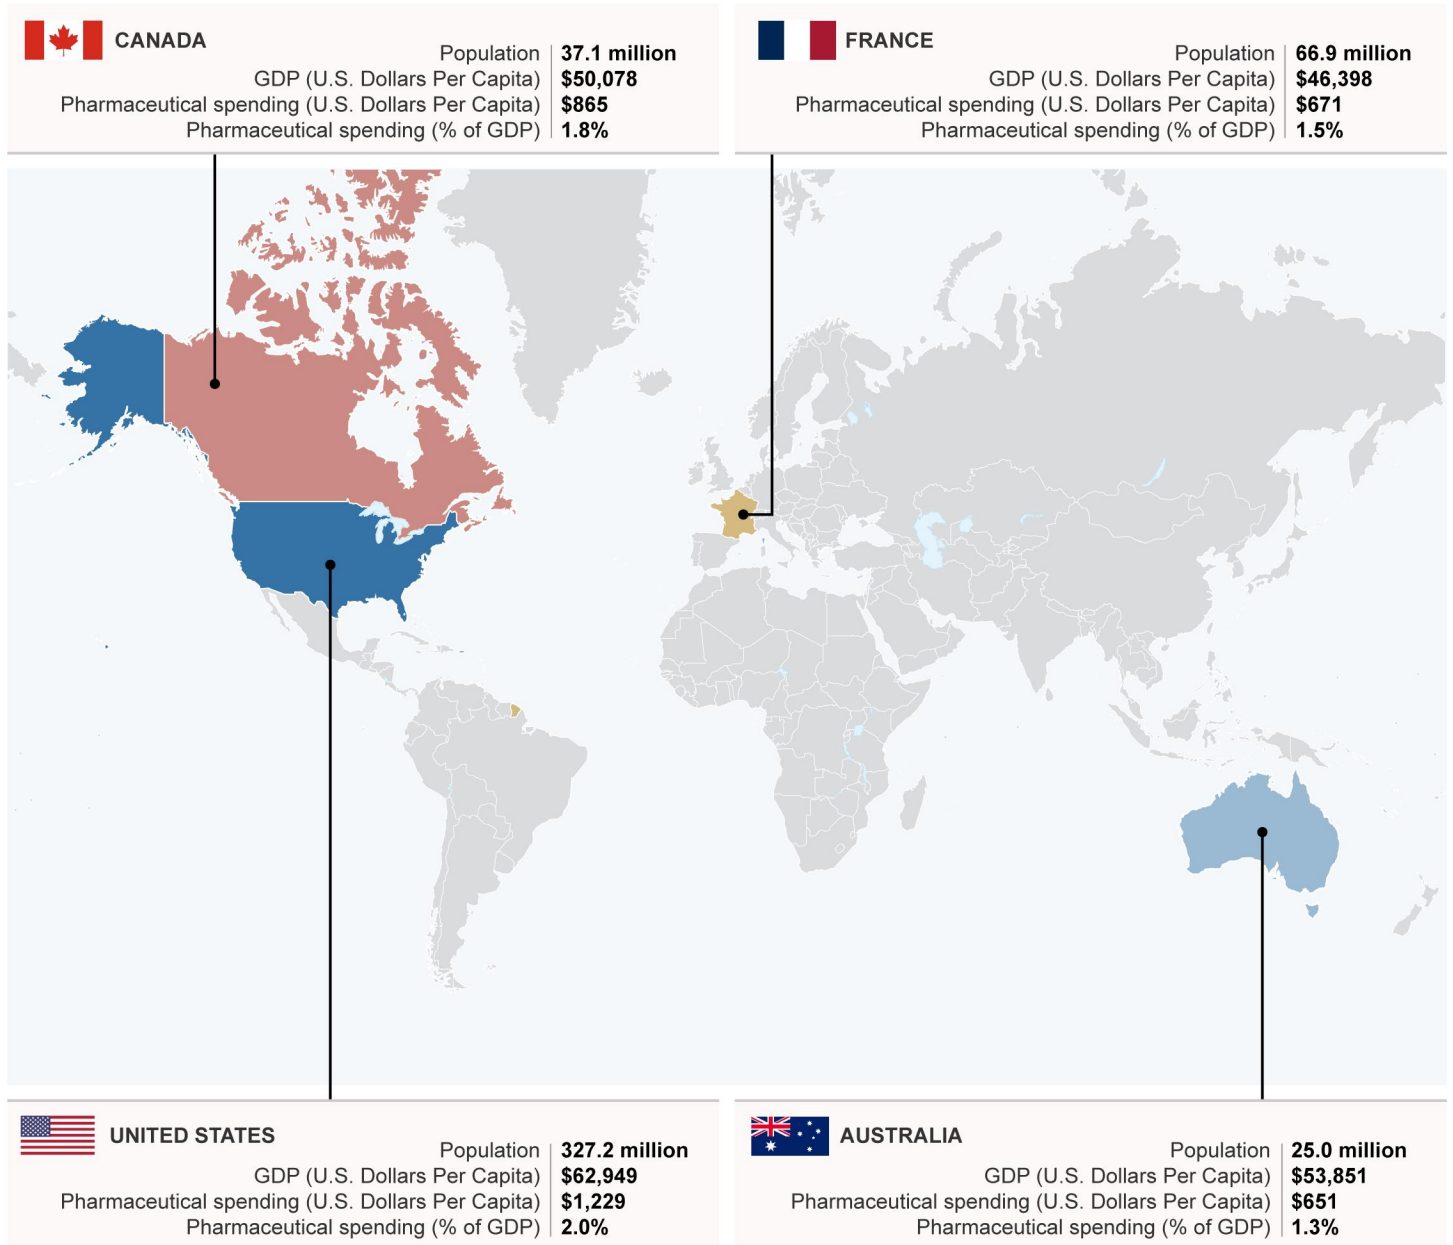 CANADA
Population 37.1 million
GDP (U.S. Dollars Per Capita) $50,078
Pharmaceutical spending (U.S. Dollars Per Capita) $865
Pharmaceutical spending (% of GDP) 1.8%
FRANCE
Population 66.9 million
GDP (U.S. Dollars Per Capita) $46,398
Pharmaceutical spending (U.S. Dollars Per Capita) $671
Pharmaceutical spending (% of GDP) 1.5%
UNITED STATES
Population 327.2 million
GDP (U.S. Dollars Per Capita) $62,949
Pharmaceutical spending (U.S. Dollars Per Capita) $1,229
Pharmaceutical spending (% of GDP) 2.0%
AUSTRALIA
Population 25.0 million
GDP (U.S. Dollars Per Capita) $53,851
Pharmaceutical spending (U.S. Dollars Per Capita) $651
Pharmaceutical spending (% of GDP) 1.3%